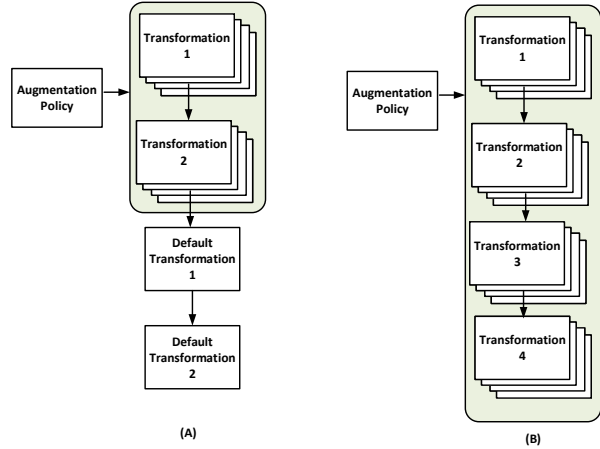 Transformation
1
Augmentation
Policy
Transformation
2
Default
Transformation
1
Default
Transformation
2
(A)
Transformation
1
Augmentation
Policy
Transformation
2
Transformation
3
Transformation
4
(B)